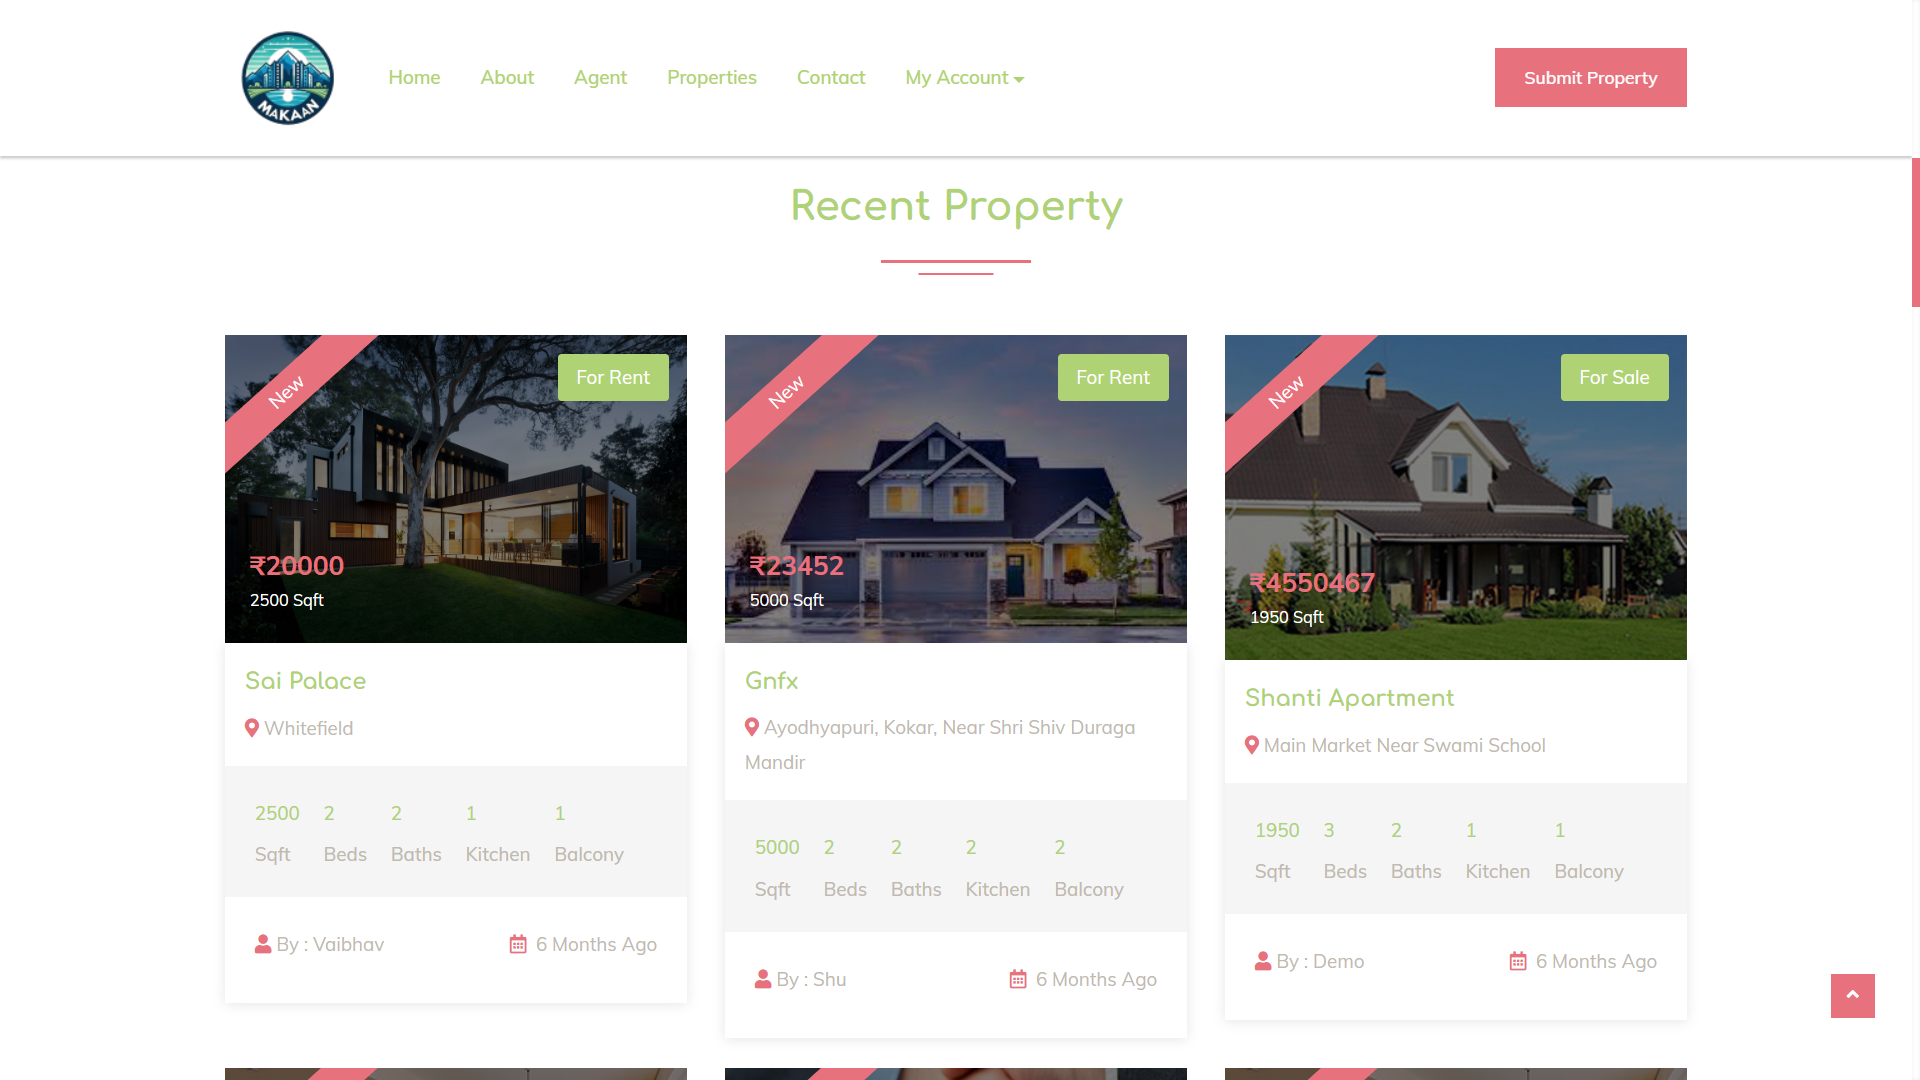 MAKAAN
Home About Agent Properties Contact My Account
Submit Property
Recent Property
New
For Rent
₹20000
2500 Sqft
Sai Palace
Whitefield
2500 2 2 1 1
Sqft Beds Baths Kitchen Balcony
By : Vaibhav 6 Months Ago
New
For Rent
₹23452
5000 Sqft
Gnfx
Ayodhyapuri, Kokar, Near Shri Shiv Duraga
Mandir
5000 2 2 2 2
Sqft Beds Baths Kitchen Balcony
By : Shu 6 Months Ago
New
For Sale
₹4550467
1950 Sqft
Shanti Apartment
Main Market Near Swami School
1950 3 2 1 1
Sqft Beds Baths Kitchen Balcony
By : Demo 6 Months Ago